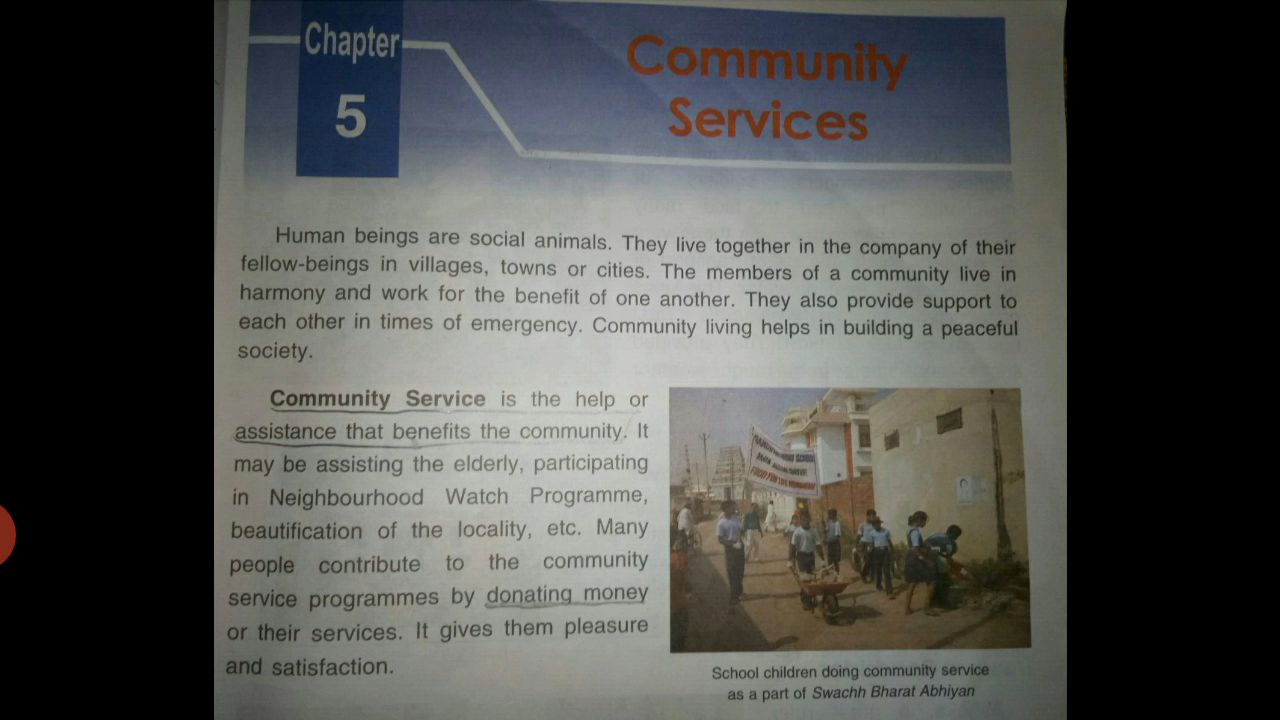 Chapter
5
Community
Services
Human beings are social animals. They live together in the company of their
fellow-beings in villages, towns or cities. The members of a community live in
harmony and work for the benefit of one another. They also provide support to
each other in times of emergency. Community living helps in building a peaceful
society.
Community Service is the help or
assistance that benefits the community. It
may be assisting the elderly, participating
in Neighbourhood Watch Programme,
beautification of the locality, etc. Many
people contribute to the community
service programmes by donating money
or their services. It gives them pleasure
and satisfaction.
School children doing community service
as a part of Swachh Bharat Abhiyan